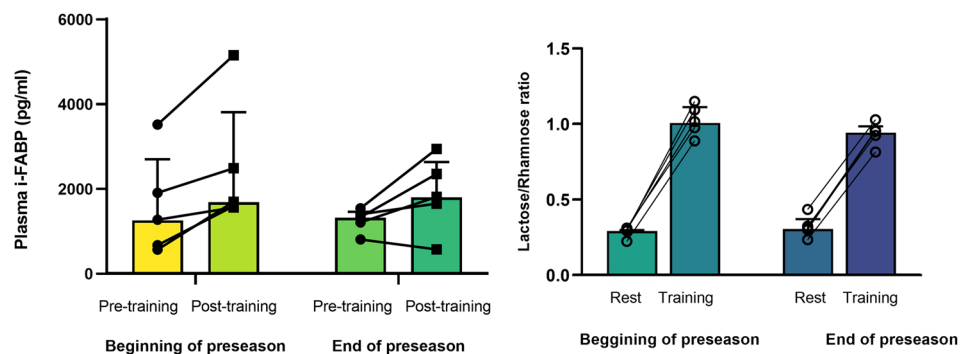 Plasma i-FABP (pg/ml)
6000
4000
2000
0
Pre-training Post-training Pre-training Post-training
Beginning of preseason End of preseason
Lactose/Rhamnose ratio
1.5
1.0
0.5
0.0
Rest Training Rest Training
Beggining of preseason End of preseason